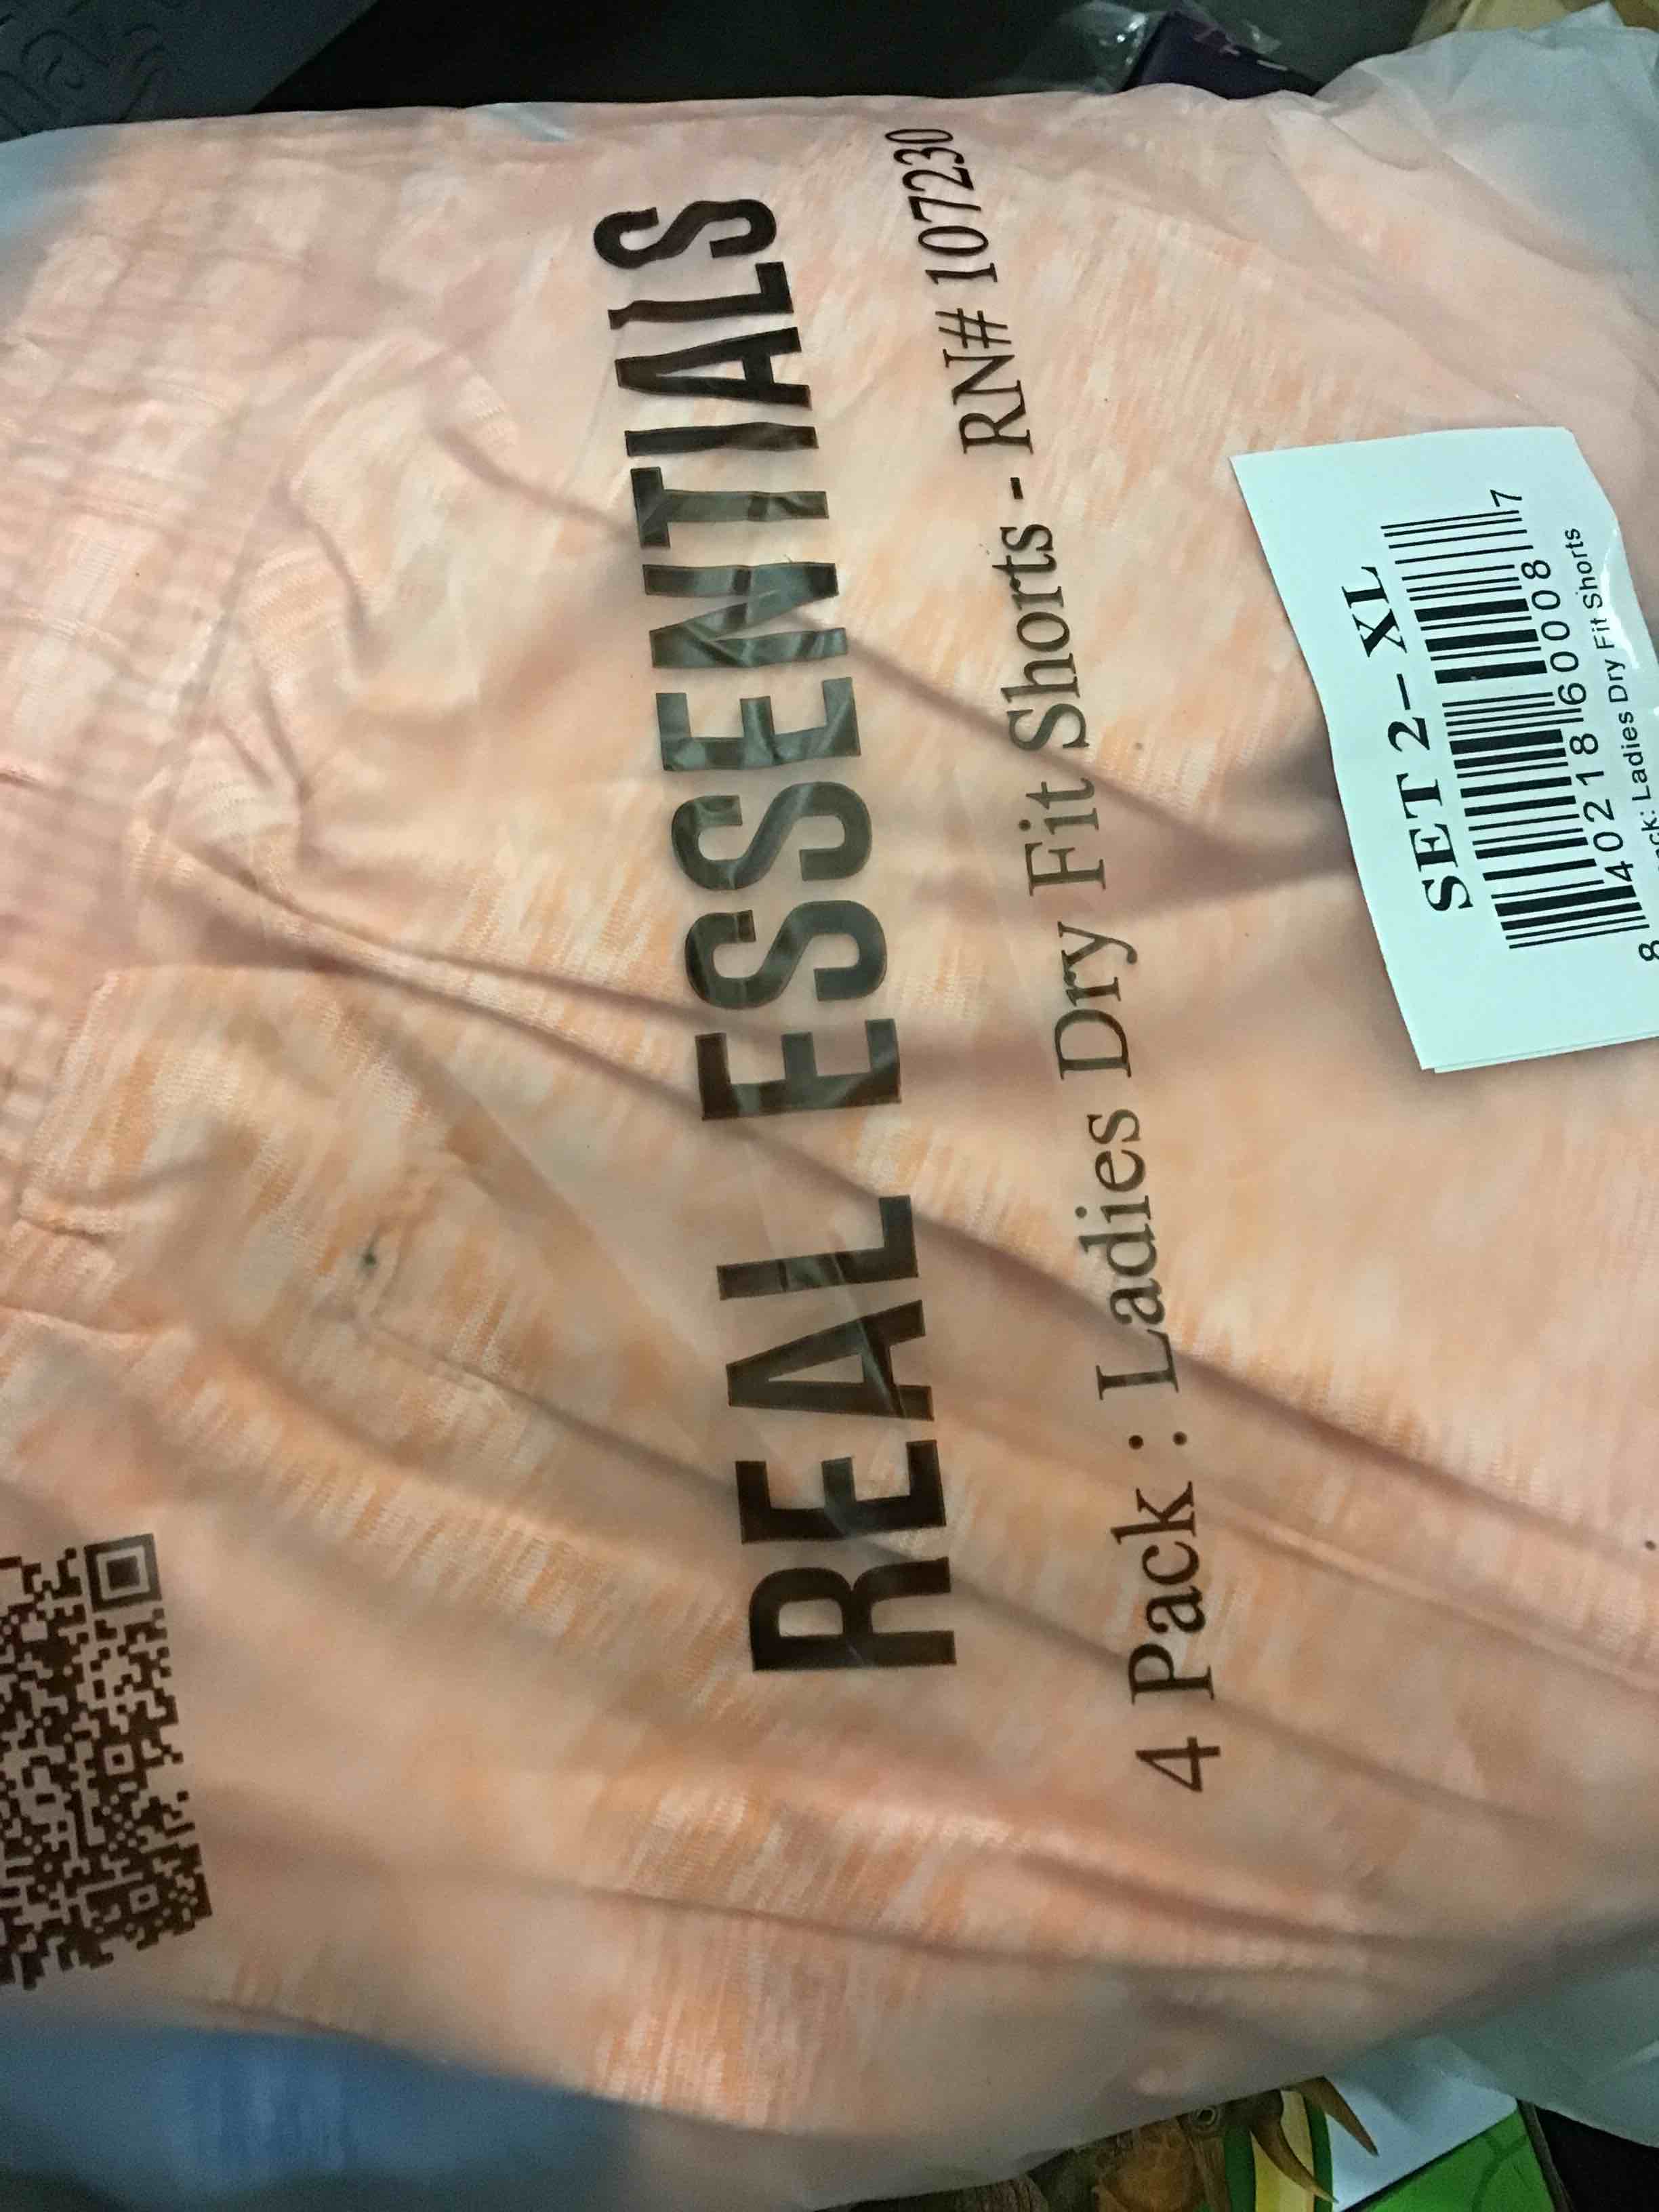 REAL ESSENTIALS
4 Pack : Ladies Dry Fit Shorts - RN# 107230
SET 2– XL
8 40218 60008 7
Ladies Dry Fit Shorts